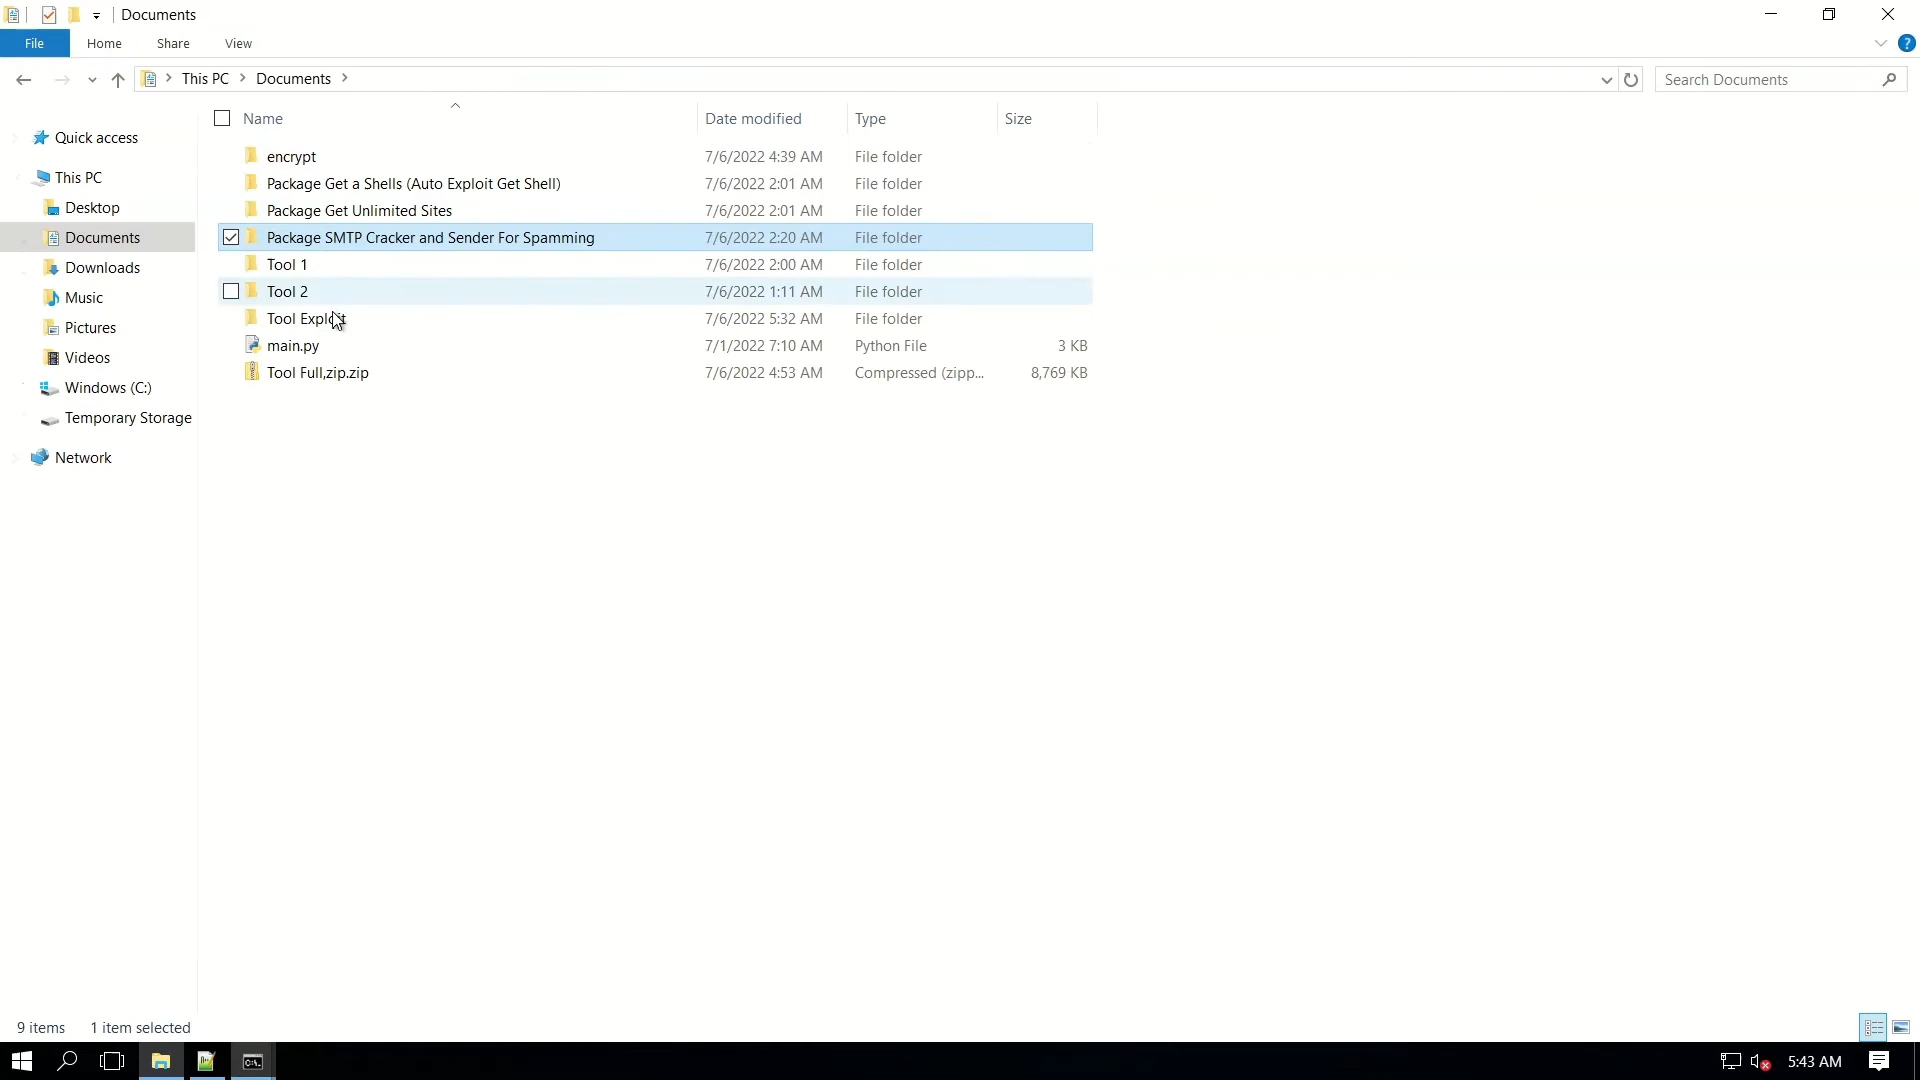 Documents
File Home Share View
This PC Documents Search Documents
Name Date modified Type Size
Quick access
This PC
Desktop
Documents
Downloads
Music
Pictures
Videos
Windows (C:)
Temporary Storage
Network
encrypt 7/6/2022 4:39 AM File folder
Package Get a Shells (Auto Exploit Get Shell) 7/6/2022 2:01 AM File folder
Package Get Unlimited Sites 7/6/2022 2:01 AM File folder
Package SMTP Cracker and Sender For Spamming 7/6/2022 2:20 AM File folder
Tool 1 7/6/2022 2:00 AM File folder
Tool 2 7/6/2022 1:11 AM File folder
Tool Exploit 7/6/2022 5:32 AM File folder
main.py 7/1/2022 7:10 AM Python File 3 KB
Tool Full,zip.zip 7/6/2022 4:53 AM Compressed (zipp... 8,769 KB
9 items 1 item selected
5:43 AM